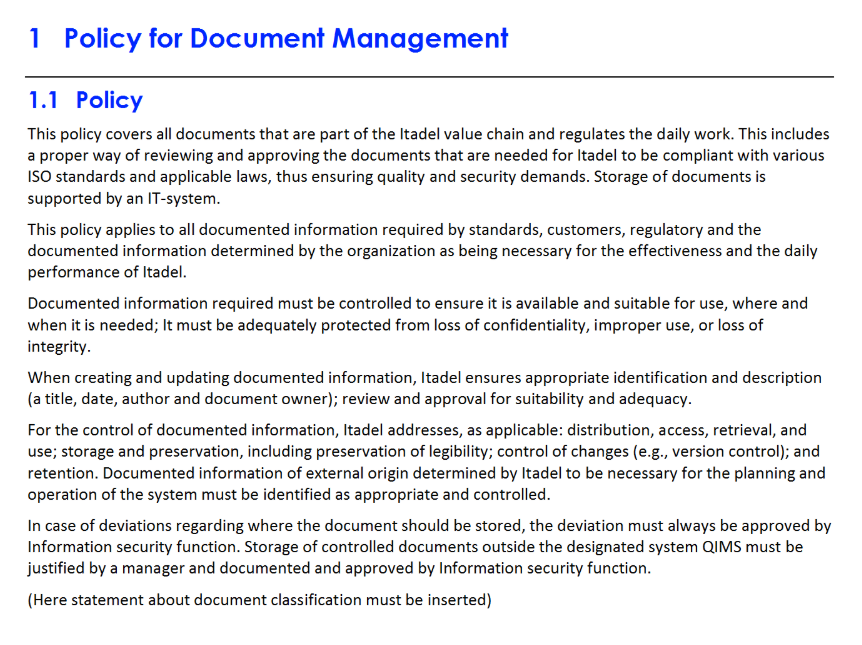 1 Policy for Document Management
1.1 Policy
This policy covers all documents that are part of the Itadel value chain and regulates the daily work. This includes
a proper way of reviewing and approving the documents that are needed for Itadel to be compliant with various
ISO standards and applicable laws, thus ensuring quality and security demands. Storage of documents is
supported by an IT-system.
This policy applies to all documented information required by standards, customers, regulatory and the
documented information determined by the organization as being necessary for the effectiveness and the daily
performance of Itadel.
Documented information required must be controlled to ensure it is available and suitable for use, where and
when it is needed; It must be adequately protected from loss of confidentiality, improper use, or loss of
integrity.
When creating and updating documented information, Itadel ensures appropriate identification and description
(a title, date, author and document owner); review and approval for suitability and adequacy.
For the control of documented information, Itadel addresses, as applicable: distribution, access, retrieval, and
use; storage and preservation, including preservation of legibility; control of changes (e.g., version control); and
retention. Documented information of external origin determined by Itadel to be necessary for the planning and
operation of the system must be identified as appropriate and controlled.
In case of deviations regarding where the document should be stored, the deviation must always be approved by
Information security function. Storage of controlled documents outside the designated system QIMS must be
justified by a manager and documented and approved by Information security function.
(Here statement about document classification must be inserted)